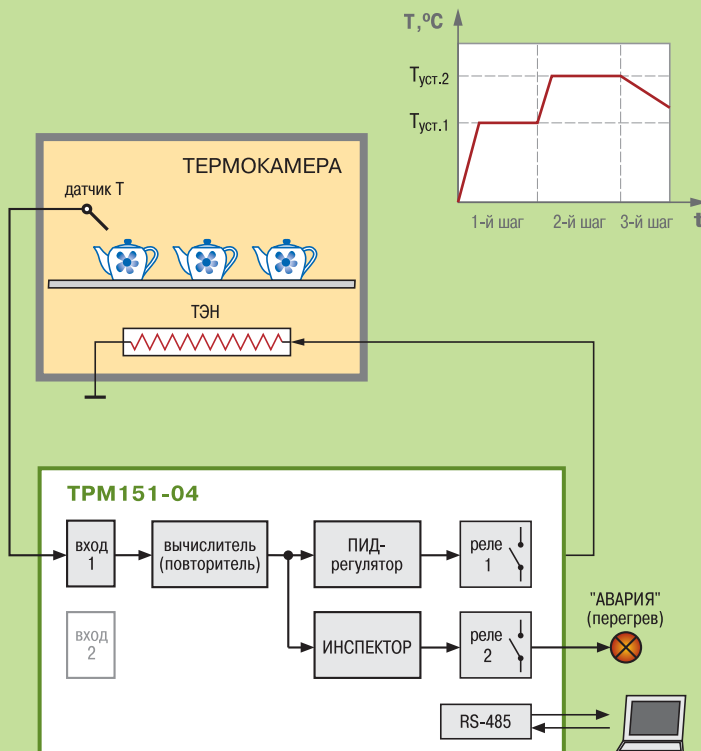 T,ºC
Tуст.2
Tуст.1
1-й шаг 2-й шаг 3-й шаг t
ТЕРМОКАМЕРА
датчик T
ТЭН
ТРМ151-04
вход
1
вычислитель
(повторитель)
ПИД-
регулятор
реле
1
вход
2
ИНСПЕКТОР
реле
2
"АВАРИЯ"
(перегрев)
RS-485